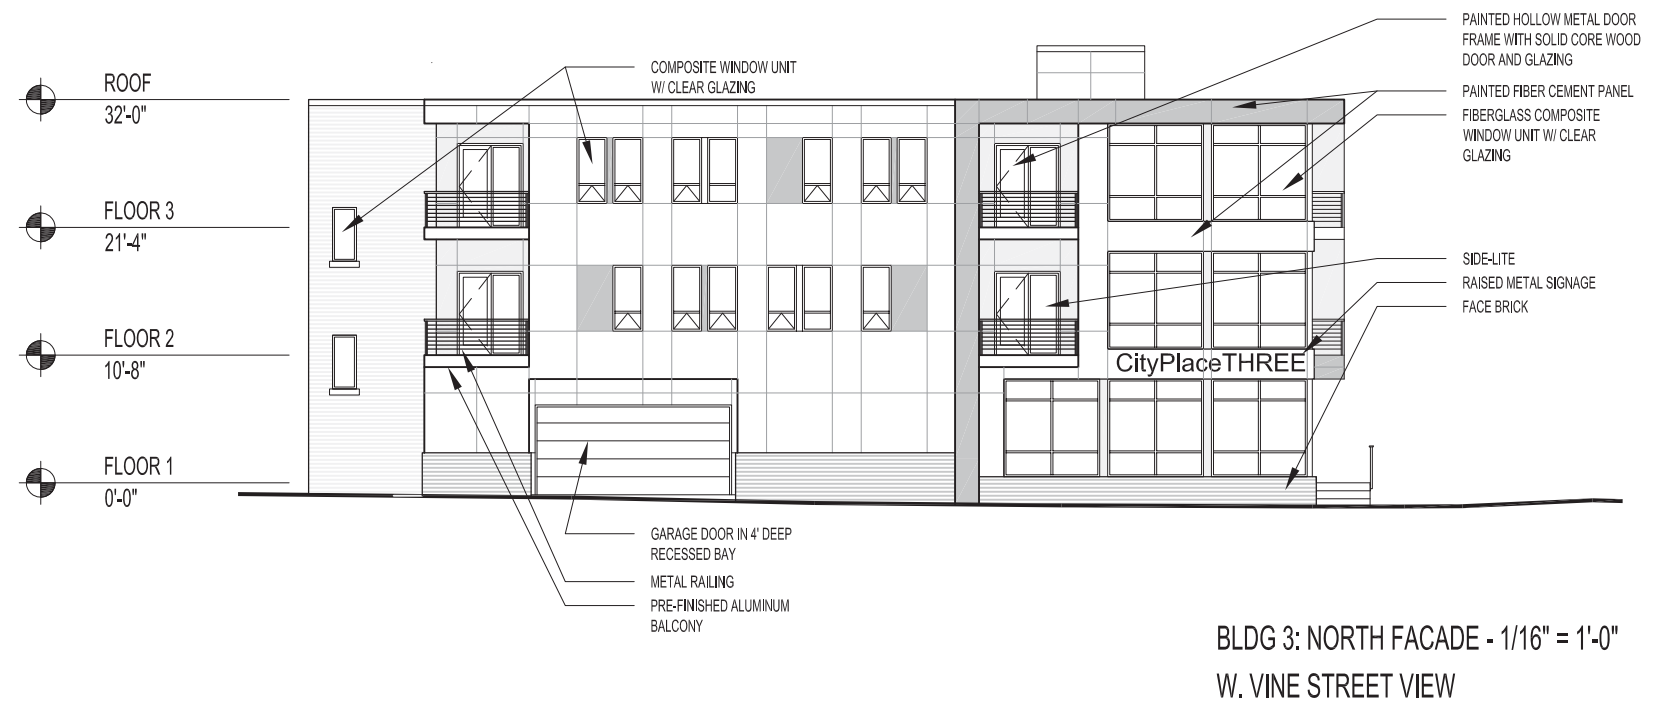 ROOF
32'-0"
FLOOR 3
21'-4"
FLOOR 2
10'-8"
FLOOR 1
0'-0"
COMPOSITE WINDOW UNIT
W/ CLEAR GLAZING
PAINTED HOLLOW METAL DOOR
FRAME WITH SOLID CORE WOOD
DOOR AND GLAZING
PAINTED FIBER CEMENT PANEL
FIBERGLASS COMPOSITE
WINDOW UNIT W/ CLEAR
GLAZING
SIDE-LITE
RAISED METAL SIGNAGE
FACE BRICK
CityPlaceTHREE
GARAGE DOOR IN 4' DEEP
RECESSED BAY
METAL RAILING
PRE-FINISHED ALUMINUM
BALCONY
BLDG 3: NORTH FACADE - 1/16" = 1'-0"
W. VINE STREET VIEW